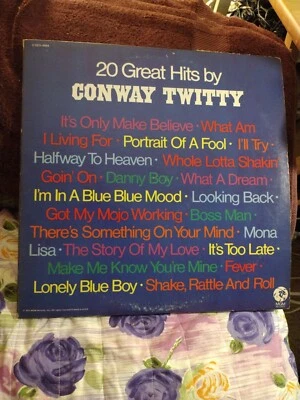 20 Great Hits by
CONWAY TWITTY
It's Only Make Believe • What Am
I Living For • Portrait Of A Fool • I'll Try •
Halfway To Heaven • Whole Lotta Shakin
Goin' On • Danny Boy • What A Dream •
I'm In A Blue Blue Mood • Looking Back •
Got My Mojo Working • Boss Man •
There's Something On Your Mind • Mona
Lisa • The Story Of My Love • It's Too Late •
Make Me Know You're Mine • Fever •
Lonely Blue Boy • Shake, Rattle And Roll